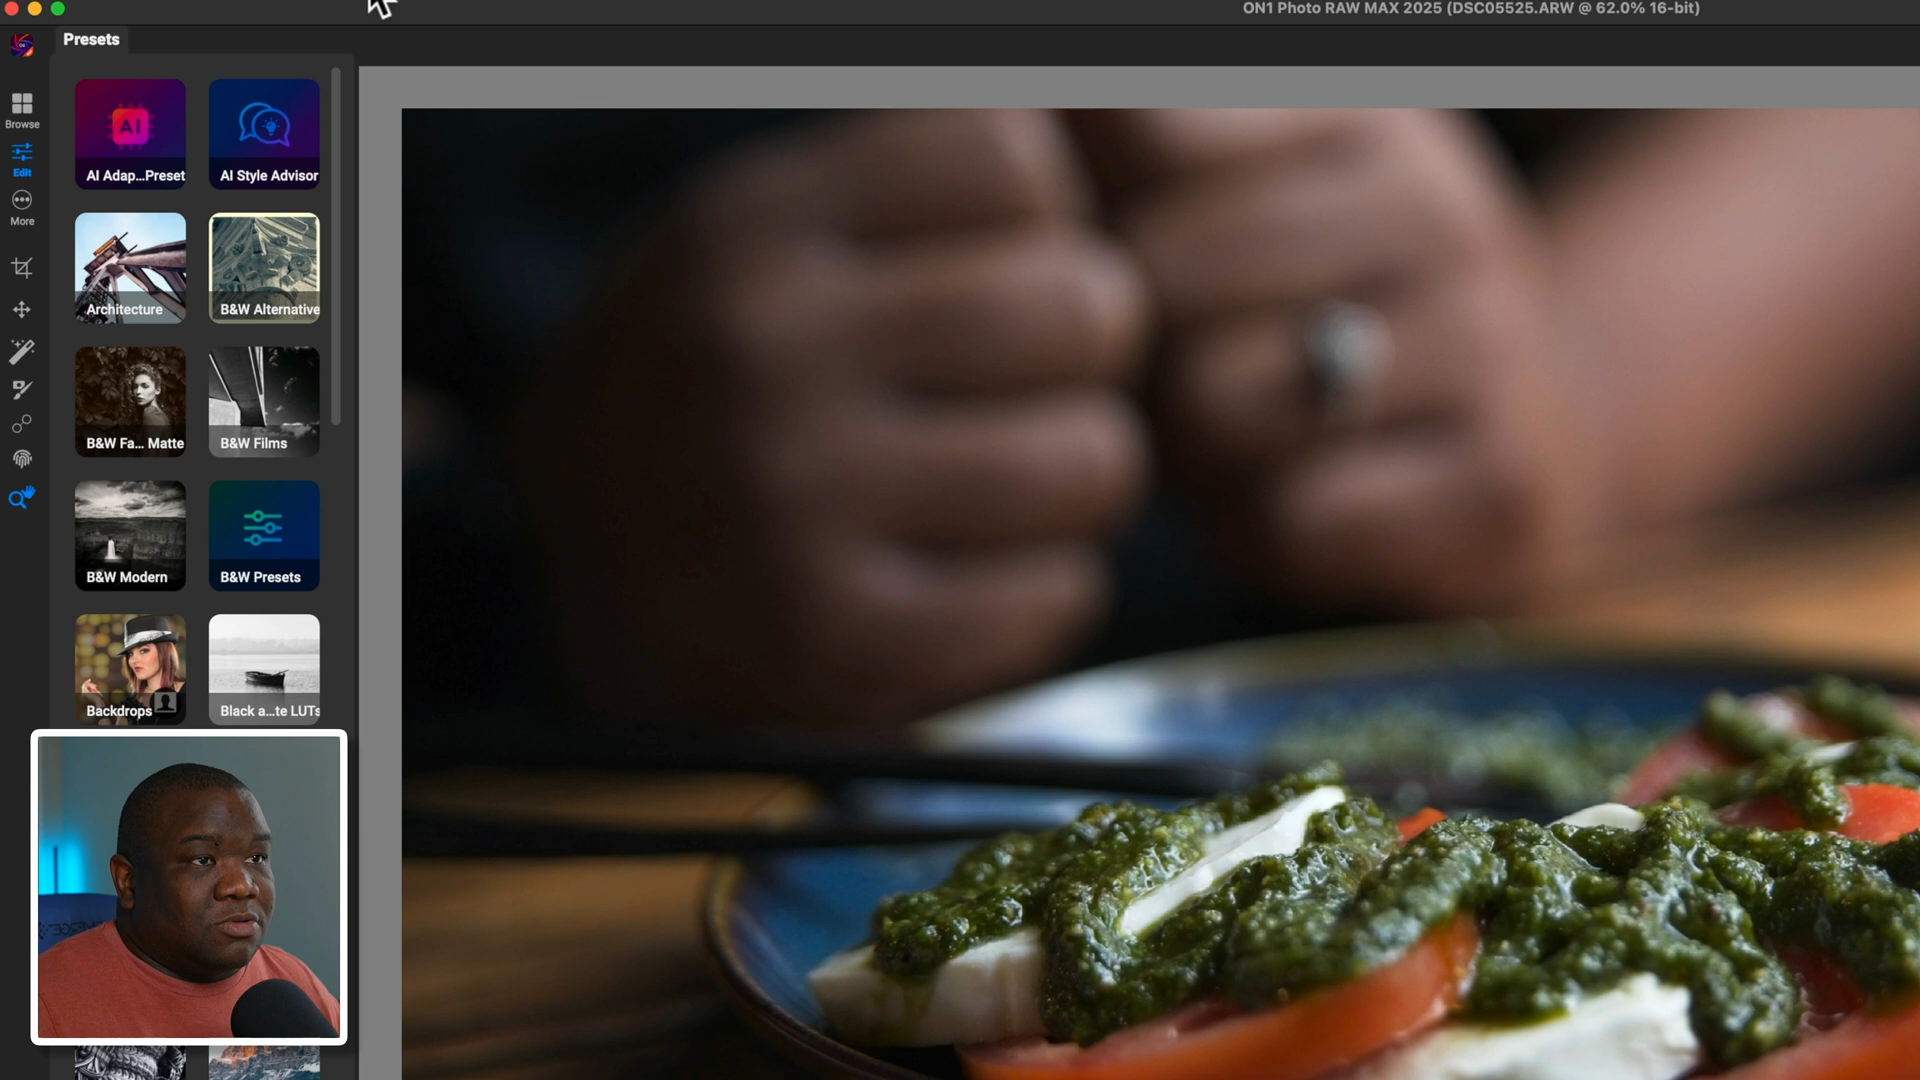 ON1 Photo RAW MAX 2025 (DSC05525.ARW @ 62.0% 16-bit)
Presets
Browse
Edit
More
AI
AI Adap...Preset
AI Style Advisor
Architecture
B&W Alternative
B&W Fa... Matte
B&W Films
B&W Modern
B&W Presets
Backdrops
Black a...te LUTs